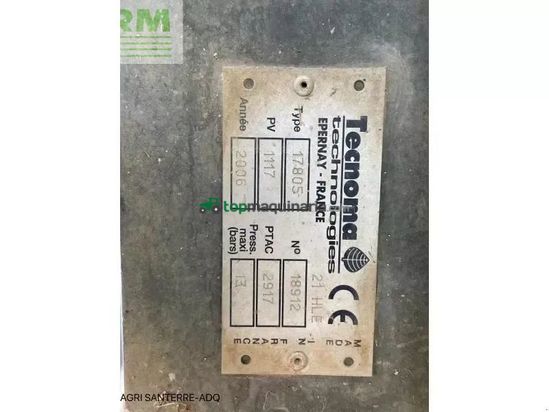 RM
Tecnoma
technologies
EPERNAY - FRANCE
CE
21 HLE
Type 17805 N° 18912
PV 1117 PTAC 2917
Année 2006 Press. maxi (bars) 13
MADE IN FRANCE
topmaquinaria
AGRI SANTERRE-ADQ